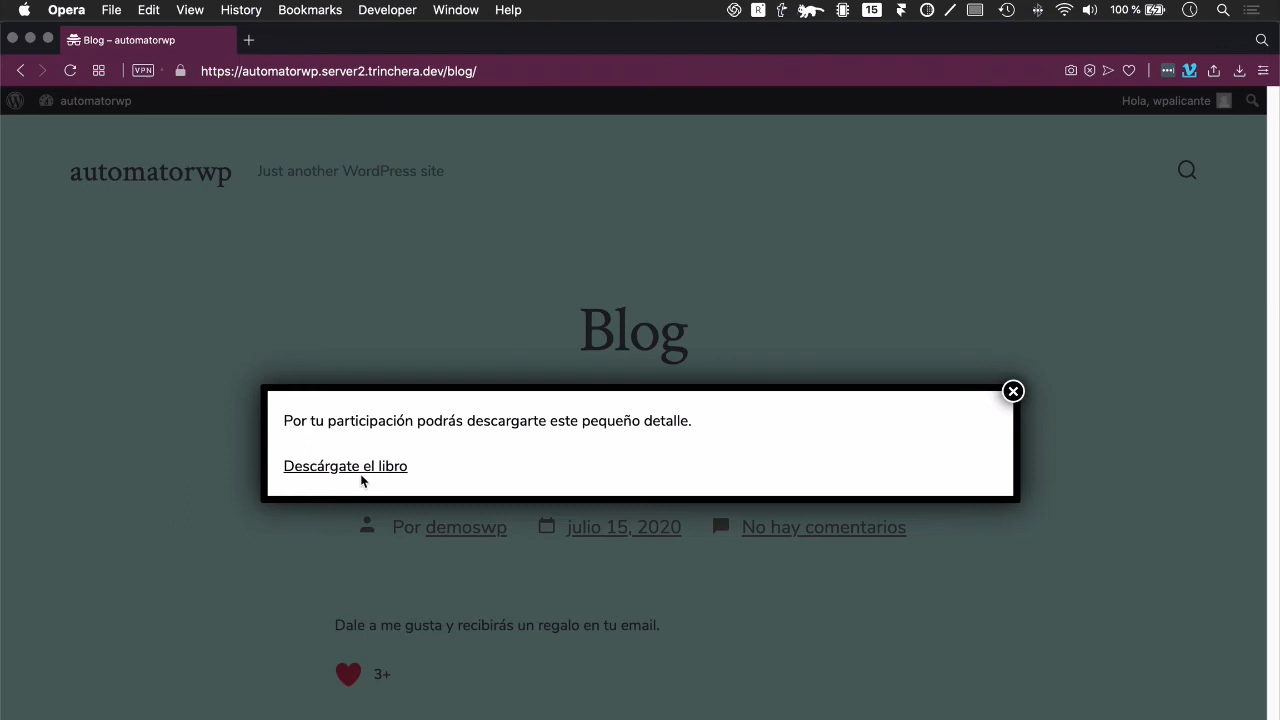 Opera File Edit View History Bookmarks Developer Window Help 15 100 %
Blog – automatorwp
VPN https://automatorwp.server2.trinchera.dev/blog/
automatorwp Hola, wpalicante
automatorwp Just another WordPress site
Blog
Por tu participación podrás descargarte este pequeño detalle.
Descárgate el libro
Por demoswp julio 15, 2020 No hay comentarios
Dale a me gusta y recibirás un regalo en tu email.
3+